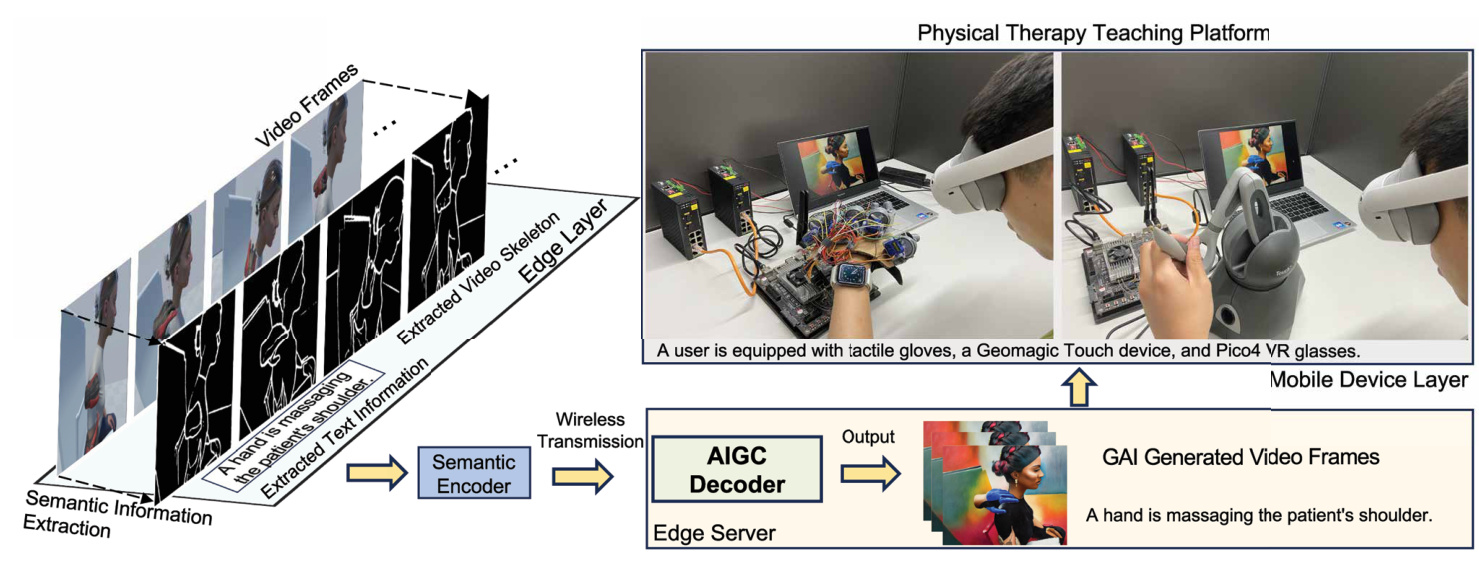 Physical Therapy Teaching Platform
Video Frames
...
...
Extracted Video Skeleton
Edge Layer
A hand is massaging
the patient's shoulder.
Extracted Text Information
Semantic Information
Extraction
Semantic
Encoder
Wireless
Transmission
A user is equipped with tactile gloves, a Geomagic Touch device, and Pico4 VR glasses.
Mobile Device Layer
AIGC
Decoder
Output
GAI Generated Video Frames
A hand is massaging the patient's shoulder.
Edge Server